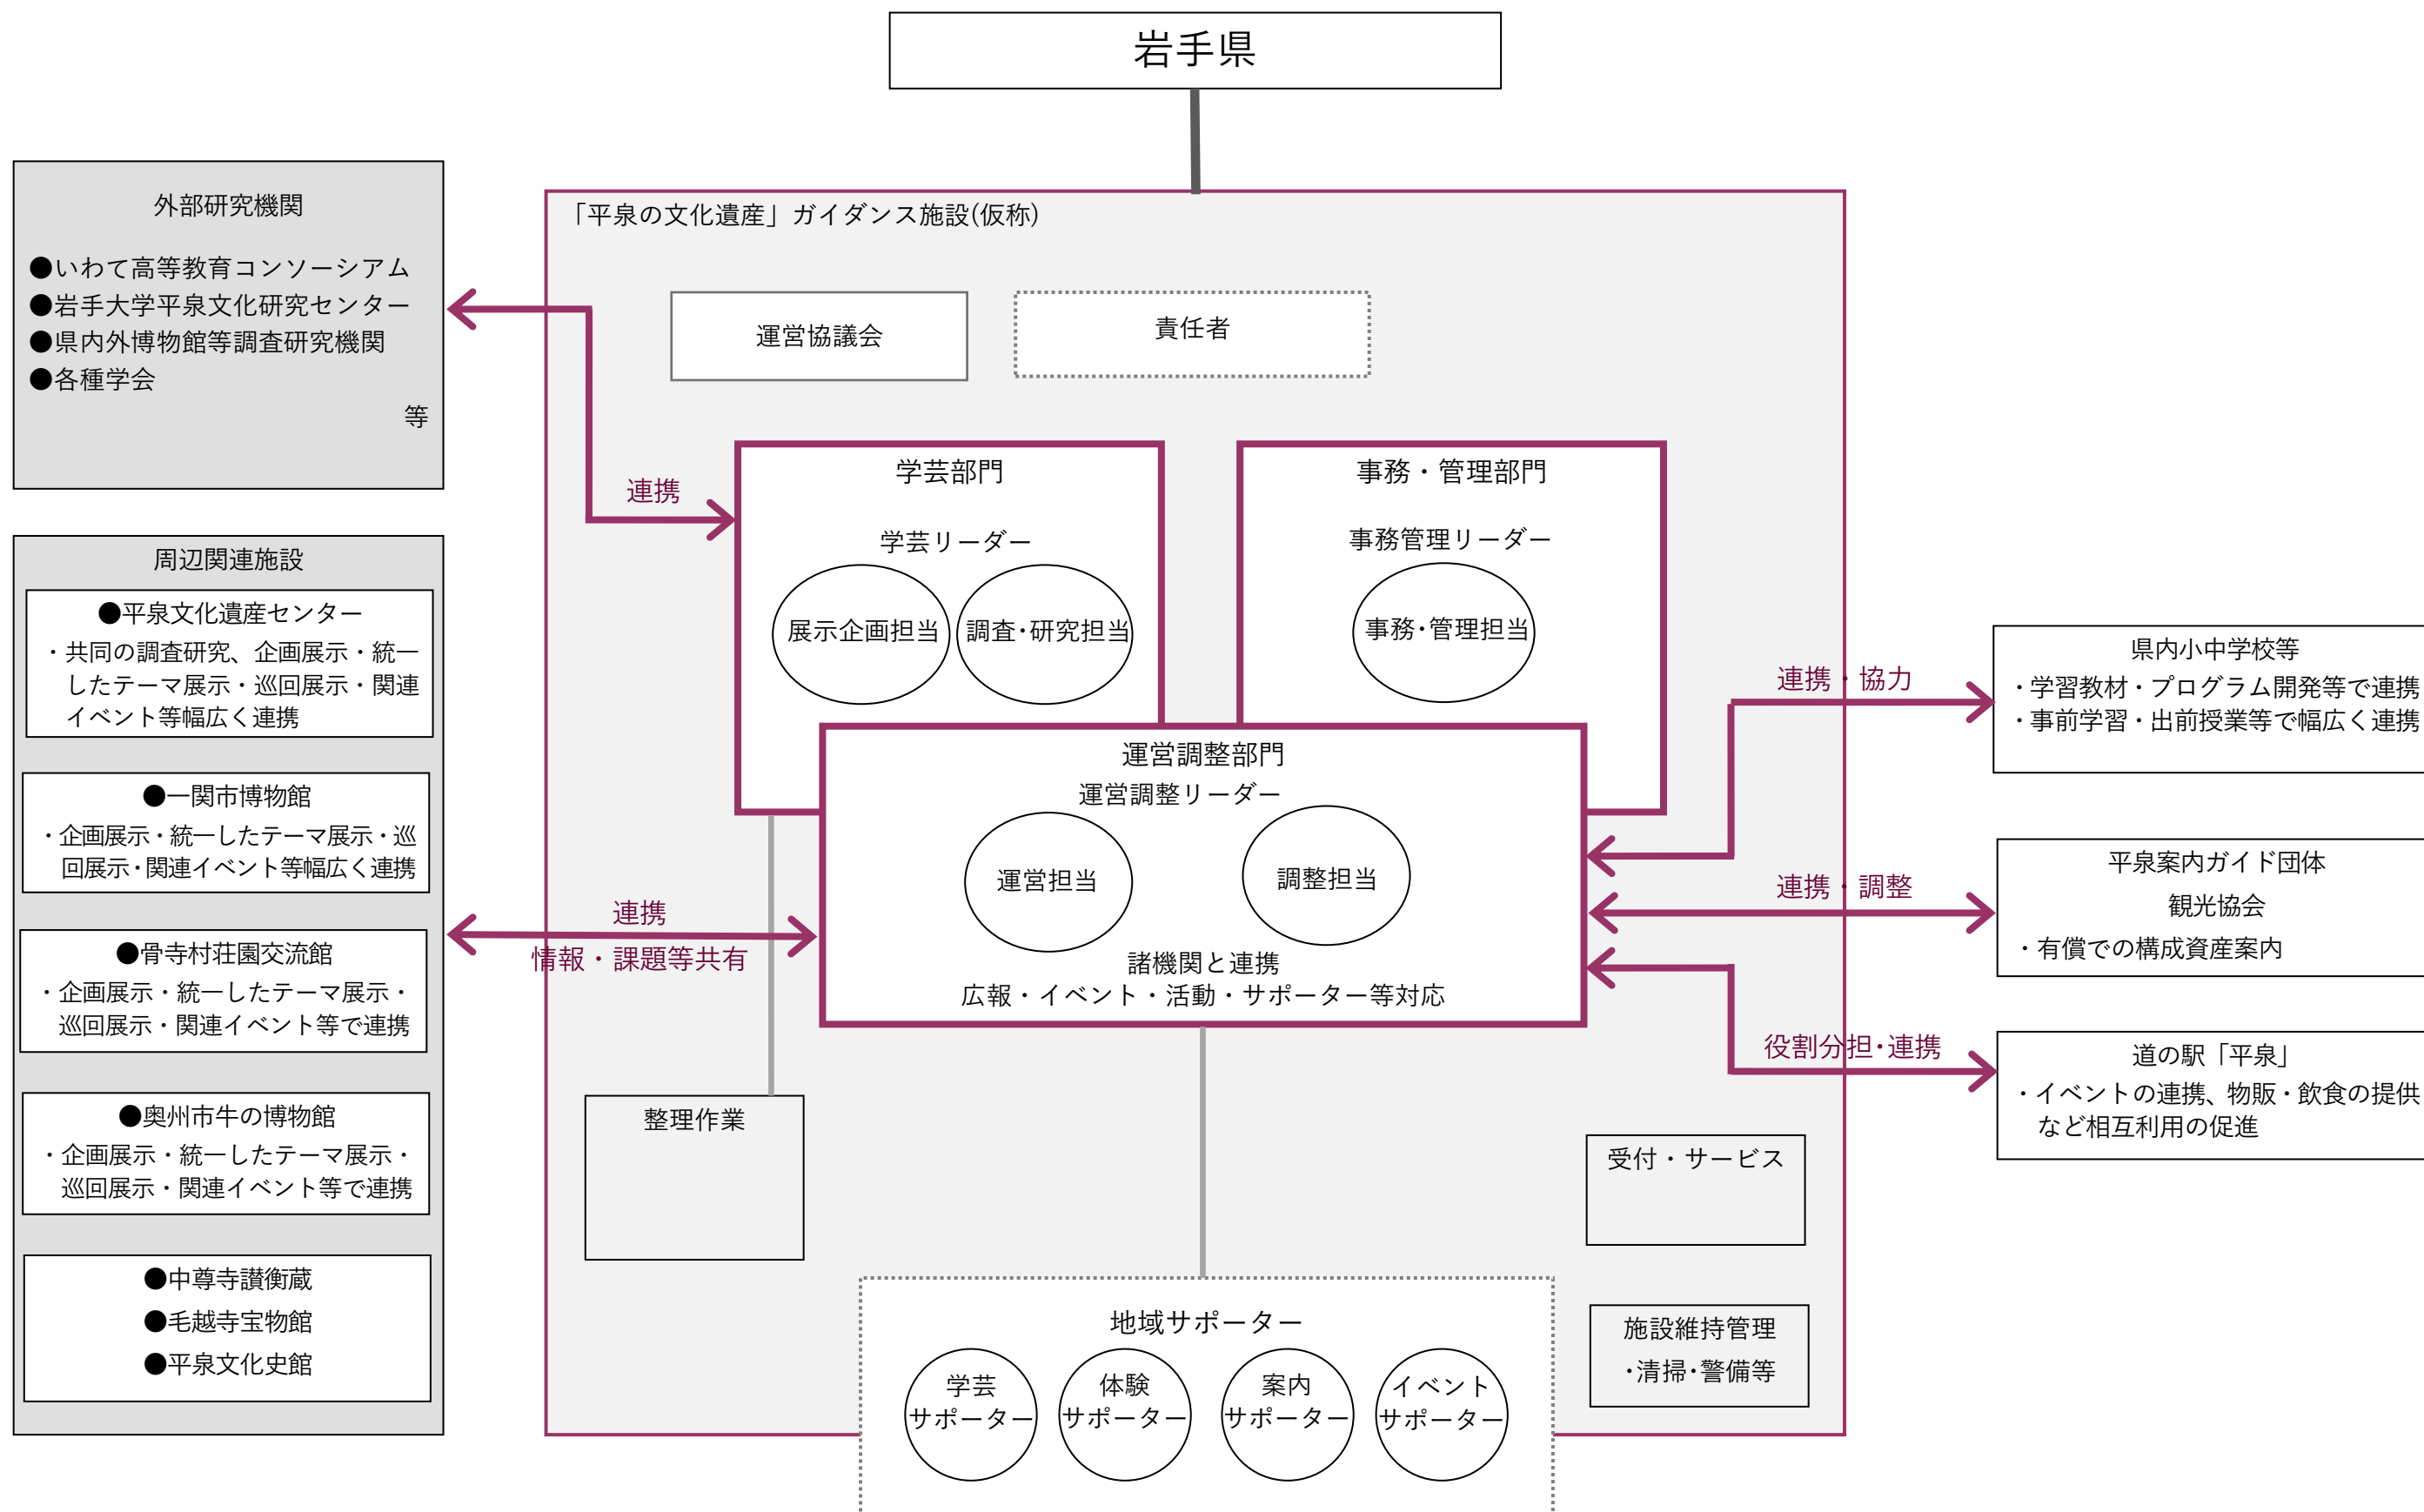 岩手県
外部研究機関
●いわて高等教育コンソーシアム
●岩手大学平泉文化研究センター
●県内外博物館等調査研究機関
●各種学会
等
周辺関連施設
●平泉文化遺産センター
・共同の調査研究、企画展示・統一
したテーマ展示・巡回展示・関連
イベント等幅広く連携
●一関市博物館
・企画展示・統一したテーマ展示・巡
回展示・関連イベント等幅広く連携
●骨寺村荘園交流館
・企画展示・統一したテーマ展示・
巡回展示・関連イベント等で連携
●奥州市牛の博物館
・企画展示・統一したテーマ展示・
巡回展示・関連イベント等で連携
●中尊寺讃衡蔵
●毛越寺宝物館
●平泉文化史館
「平泉の文化遺産」ガイダンス施設(仮称)
運営協議会
責任者
連携
学芸部門
学芸リーダー
展示企画担当
調査・研究担当
事務・管理部門
事務管理リーダー
事務・管理担当
運営調整部門
運営調整リーダー
運営担当
調整担当
諸機関と連携
広報・イベント・活動・サポーター等対応
連携
情報・課題等共有
整理作業
受付・サービス
施設維持管理
・清掃・警備等
地域サポーター
学芸
サポーター
体験
サポーター
案内
サポーター
イベント
サポーター
連携・協力
連携・調整
役割分担・連携
県内小中学校等
・学習教材・プログラム開発等で連携
・事前学習・出前授業等で幅広く連携
平泉案内ガイド団体
観光協会
・有償での構成資産案内
道の駅「平泉」
・イベントの連携、物販・飲食の提供
など相互利用の促進